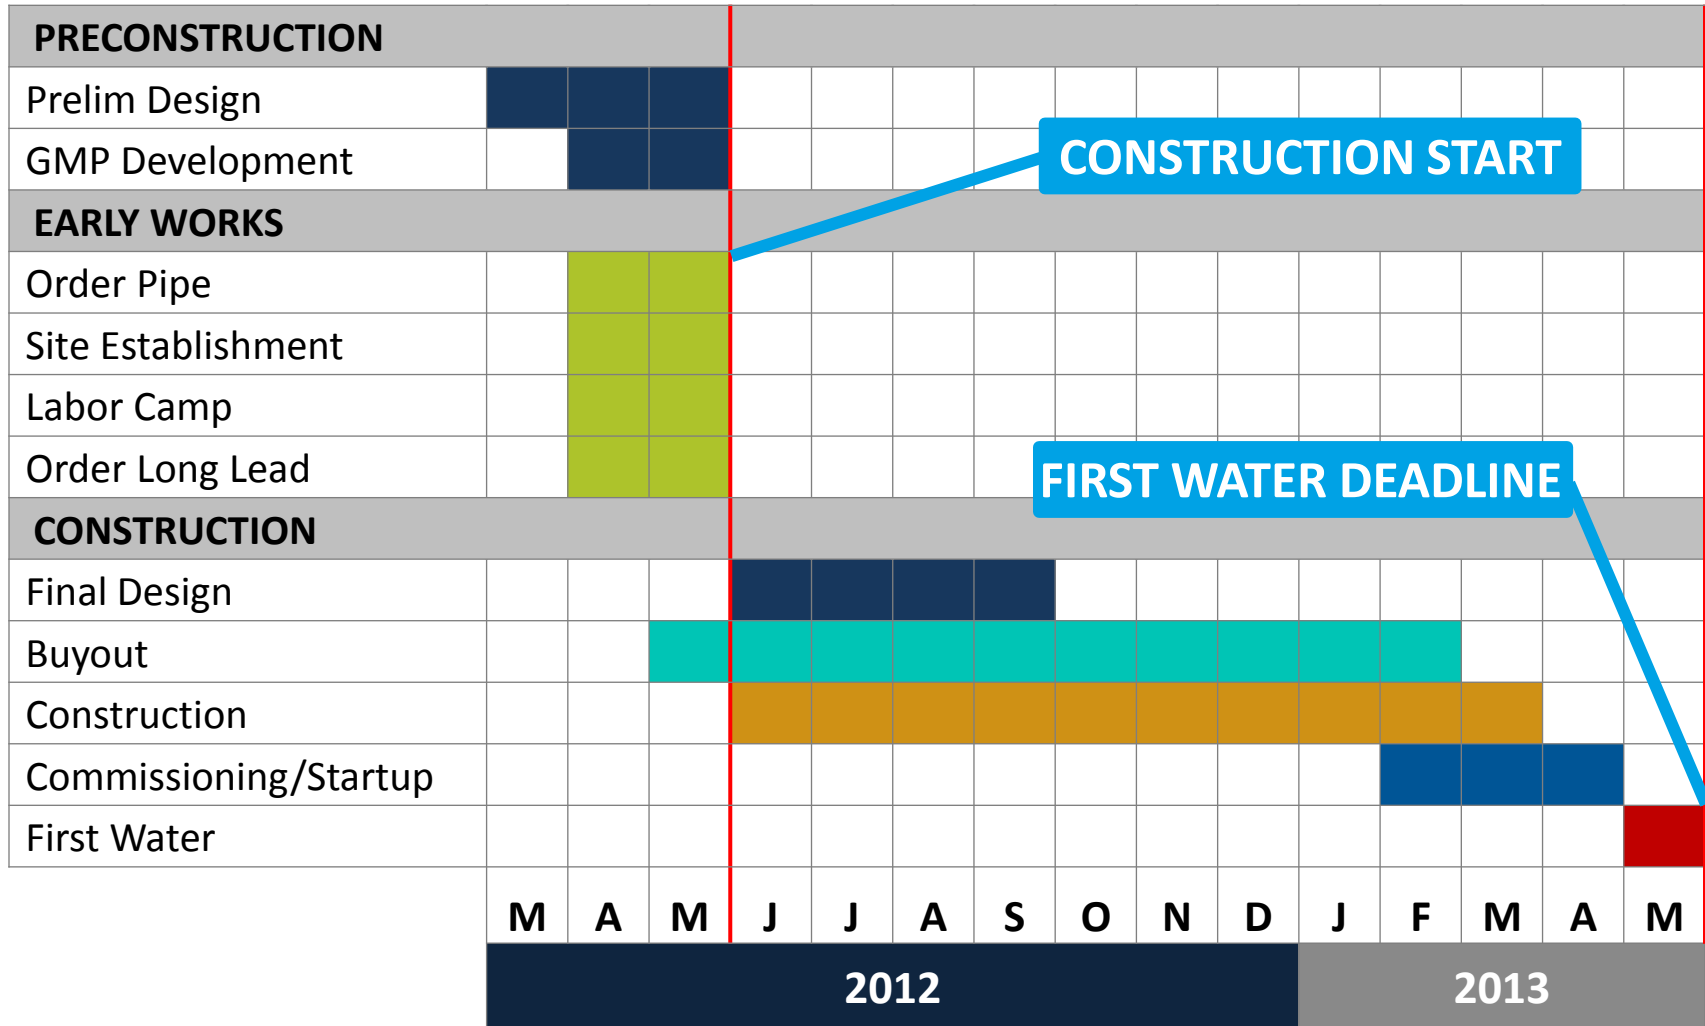 PRECONSTRUCTION
Prelim Design
GMP Development
CONSTRUCTION START
EARLY WORKS
Order Pipe
Site Establishment
Labor Camp
Order Long Lead
FIRST WATER DEADLINE
CONSTRUCTION
Final Design
Buyout
Construction
Commissioning/Startup
First Water
M A M J J A S O N D J F M A M
2012 2013